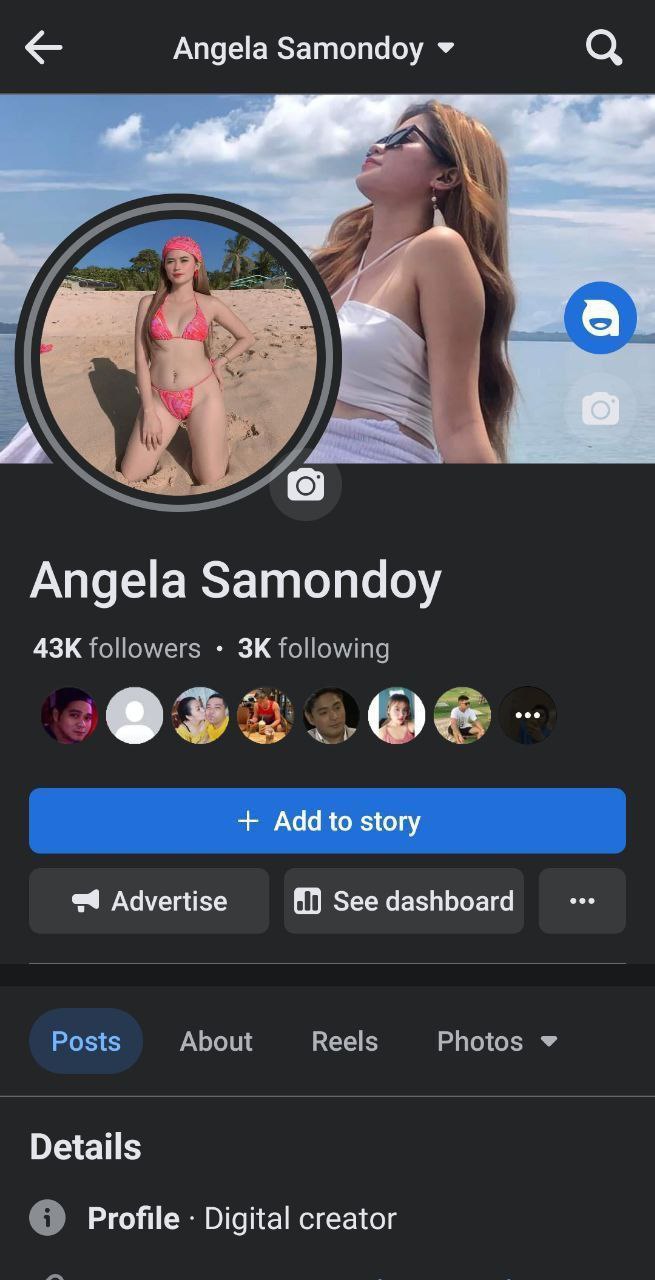 Angela Samondoy
Angela Samondoy
43K followers • 3K following
+ Add to story
Advertise
See dashboard
Posts
About
Reels
Photos
Details
Profile · Digital creator